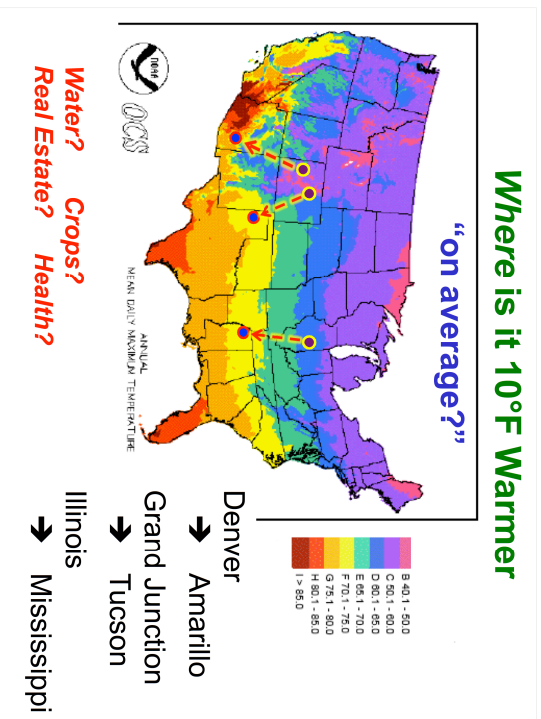 Where is it 10°F Warmer
“on average?”
B 40.1 - 50.0
C 50.1 - 60.0
D 60.1 - 65.0
E 65.1 - 70.0
F 70.1 - 75.0
G 75.1 - 80.0
H 80.1 - 85.0
I > 85.0
NOAA
OCS
ANNUAL
MEAN DAILY MAXIMUM TEMPERATURE
Denver
➔ Amarillo
Grand Junction
➔ Tucson
Illinois
➔ Mississippi
Water? Crops?
Real Estate? Health?